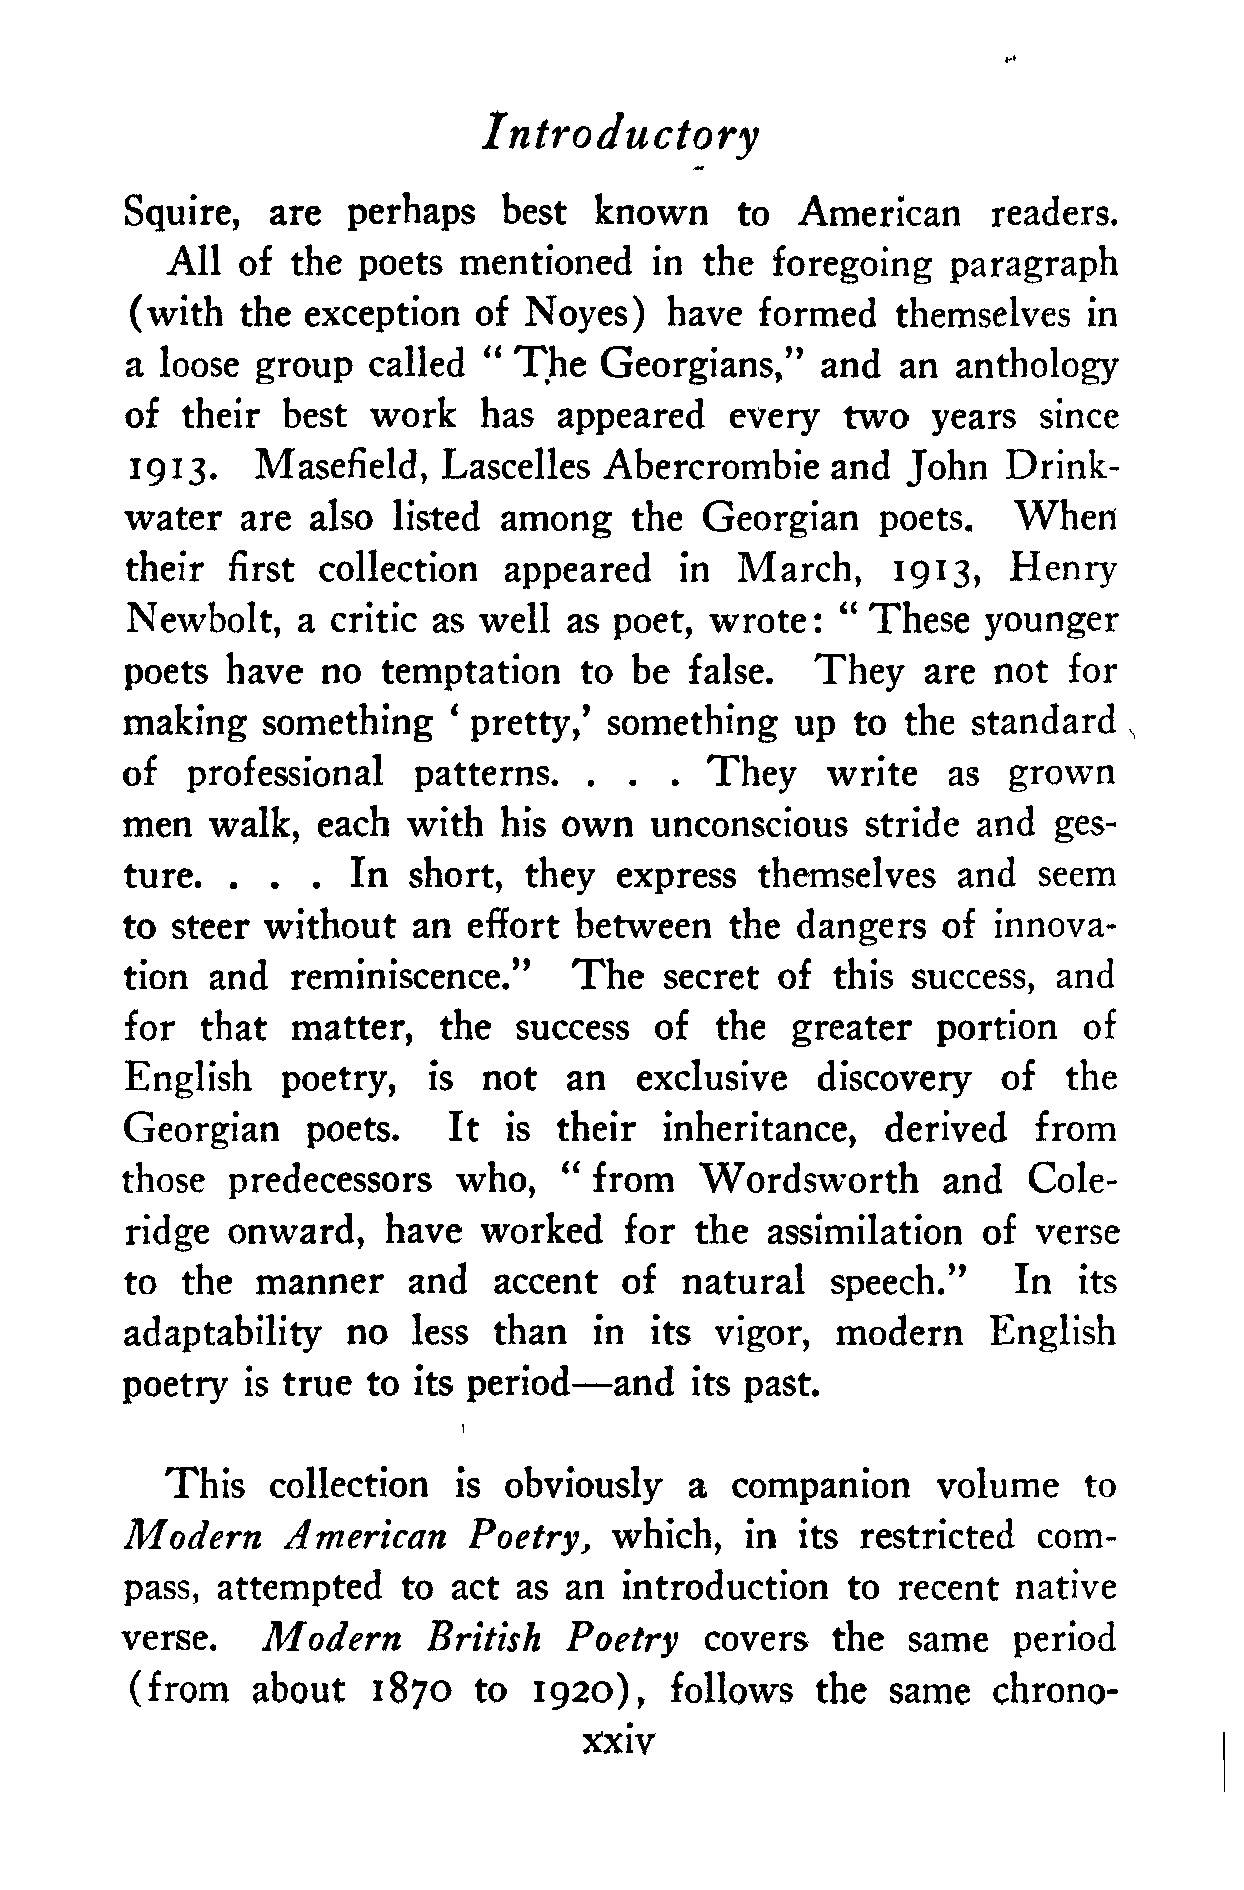 Introductory
Squire, are perhaps best known to American readers.
All of the poets mentioned in the foregoing paragraph
(with the exception of Noyes) have formed themselves in
a loose group called “ The Georgians,” and an anthology
of their best work has appeared every two years since
1913. Masefield, Lascelles Abercrombie and John Drink-
water are also listed among the Georgian poets. When
their first collection appeared in March, 1913, Henry
Newbolt, a critic as well as poet, wrote: “ These younger
poets have no temptation to be false. They are not for
making something ‘ pretty,’ something up to the standard
of professional patterns. . . . They write as grown
men walk, each with his own unconscious stride and ges-
ture. . . . In short, they express themselves and seem
to steer without an effort between the dangers of innova-
tion and reminiscence.” The secret of this success, and
for that matter, the success of the greater portion of
English poetry, is not an exclusive discovery of the
Georgian poets. It is their inheritance, derived from
those predecessors who, “ from Wordsworth and Cole-
ridge onward, have worked for the assimilation of verse
to the manner and accent of natural speech.” In its
adaptability no less than in its vigor, modern English
poetry is true to its period—and its past.
This collection is obviously a companion volume to
Modern American Poetry, which, in its restricted com-
pass, attempted to act as an introduction to recent native
verse. Modern British Poetry covers the same period
(from about 1870 to 1920), follows the same chrono-
xxiv